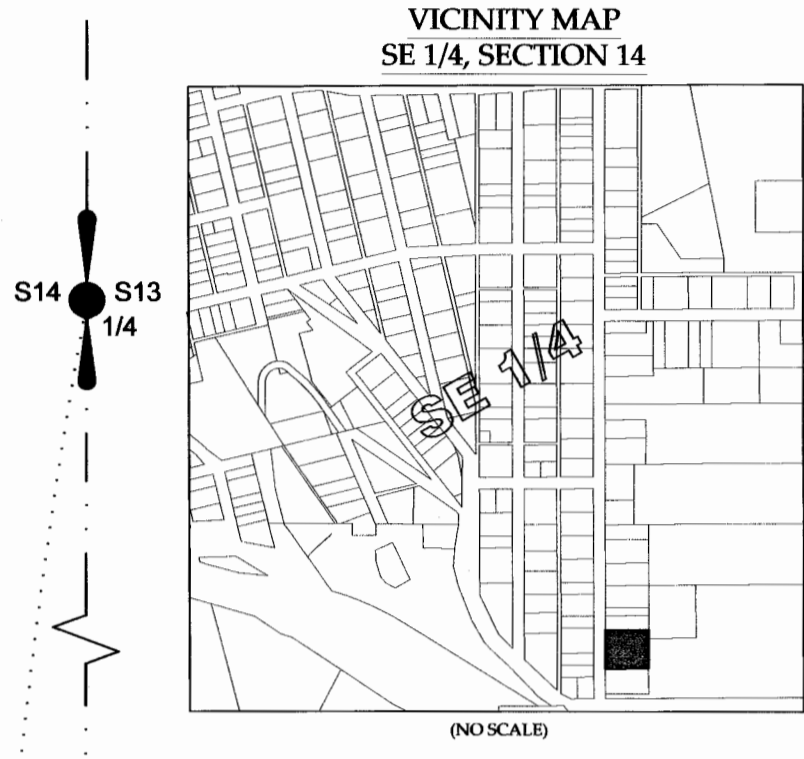 VICINITY MAP
SE 1/4, SECTION 14
S14 S13
1/4
SE 1/4
(NO SCALE)